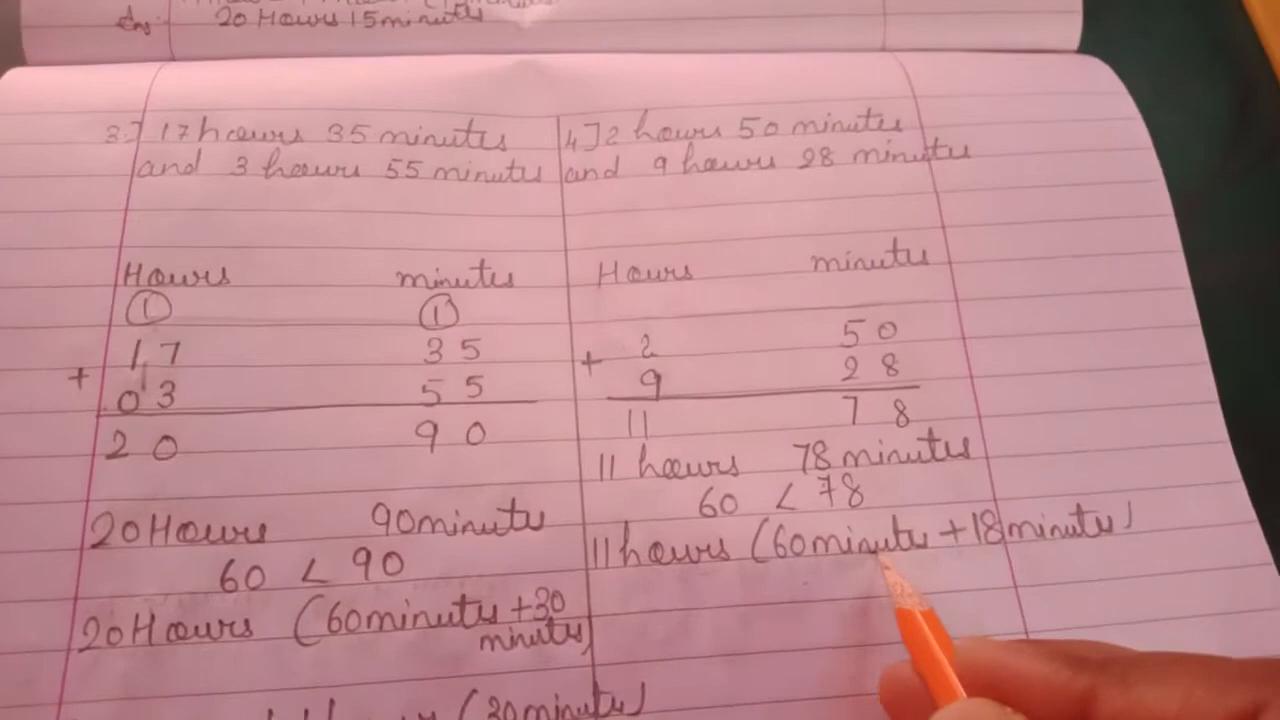 Ans. 20 Hours 15 minutes
3.] 17 hours 35 minutes
and 3 hours 55 minutes
Hours minutes
1 1
17 35
+ 03 55
20 90
20 Hours 90 minutes
60 < 90
20 Hours (60 minutes + 30
minutes)
(30 minutes)
4.] 2 hours 50 minutes
and 9 hours 28 minutes
Hours minutes
2 50
+ 9 28
11 78
11 hours 78 minutes
60 < 78
11 hours (60 minutes + 18 minutes)